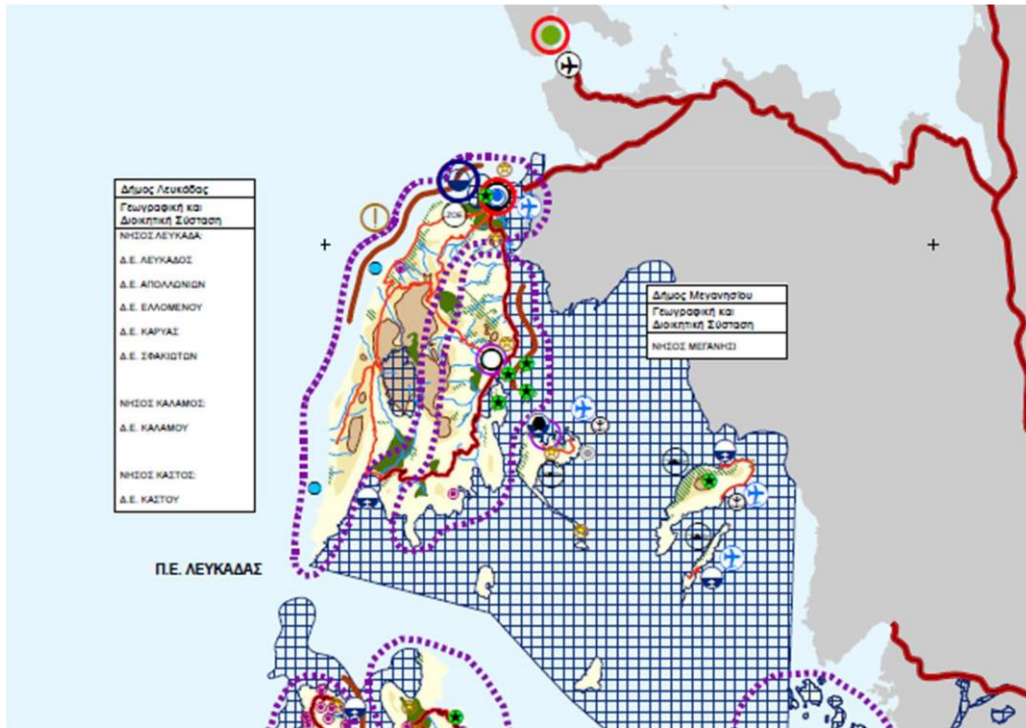 Δήμος Λευκάδας
Γεωγραφική και
Διοικητική Σύσταση
ΝΗΣΟΣ ΛΕΥΚΑΔΑ:
Δ.Ε. ΛΕΥΚΑΔΟΣ
Δ.Ε. ΑΠΟΛΛΩΝΙΩΝ
Δ.Ε. ΕΛΛΟΜΕΝΟΥ
Δ.Ε. ΚΑΡΥΑΣ
Δ.Ε. ΣΦΑΚΙΩΤΩΝ
ΝΗΣΟΣ ΚΑΛΑΜΟΣ:
Δ.Ε. ΚΑΛΑΜΟΥ
ΝΗΣΟΣ ΚΑΣΤΟΣ:
Δ.Ε. ΚΑΣΤΟΥ
Π.Ε. ΛΕΥΚΑΔΑΣ
ΖΟΕ
Δήμος Μεγανησίου
Γεωγραφική και
Διοικητική Σύσταση
ΝΗΣΟΣ ΜΕΓΑΝΗΣΙ